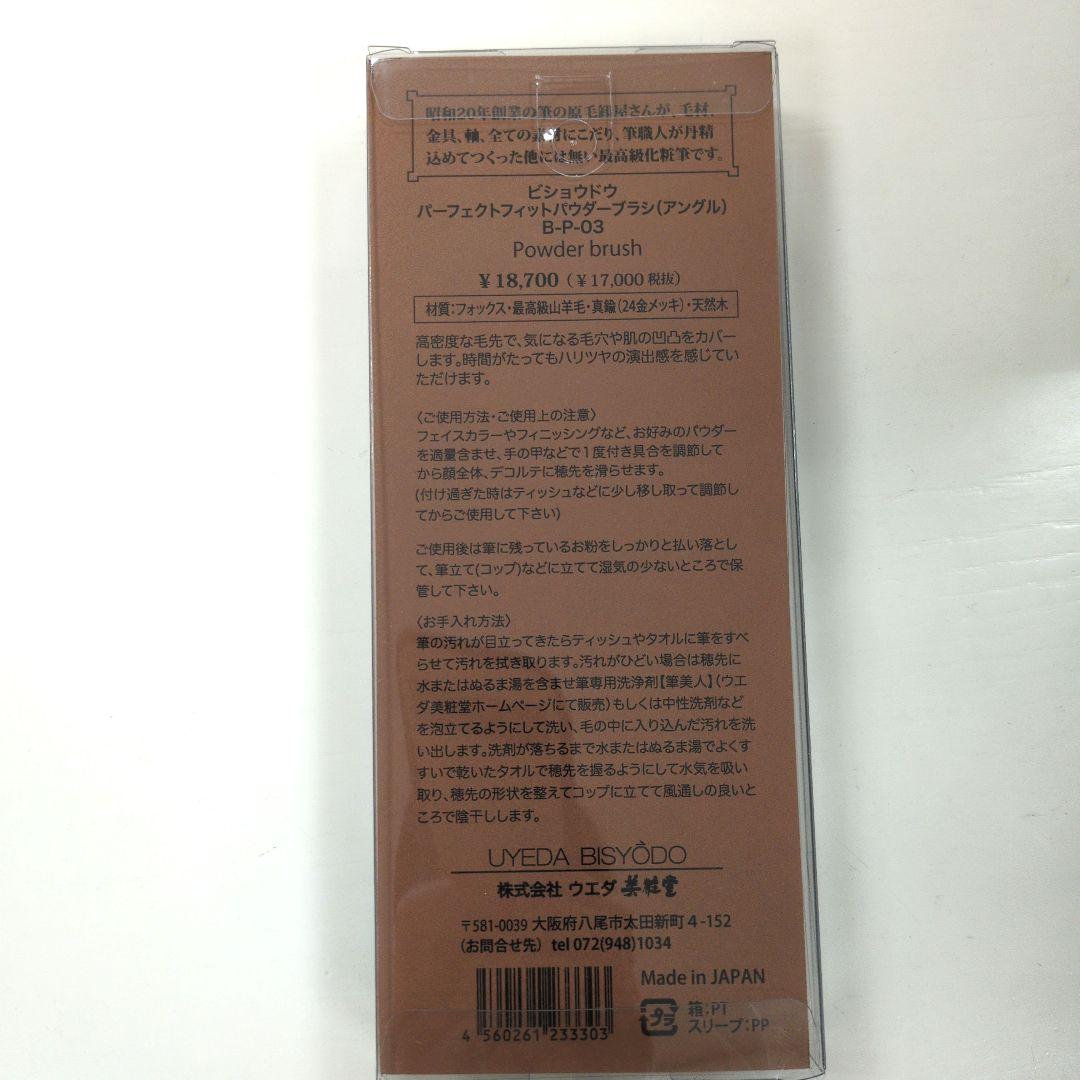 昭和20年創業の筆の原毛卸屋さんが、毛材、
金具、軸、全ての素材にこだり、筆職人が丹精
込めてつくった他には無い最高級化粧筆です。
ビショウドウ
パーフェクトフィットパウダーブラシ(アングル)
B-P-03
Powder brush
￥18,700(￥17,000税抜)
材質:フォックス・最高級山羊毛・真鍮(24金メッキ)・天然木
高密度な毛先で、気になる毛穴や肌の凹凸をカバー
します。時間がたってもハリツヤの演出感を感じてい
ただけます。
〈ご使用方法・ご使用上の注意〉
フェイスカラーやフィニッシングなど、お好みのパウダー
を適量含ませ、手の甲などで1度付き具合を調節して
から顔全体、デコルテに穂先を滑らせます。
(付け過ぎた時はティッシュなどに少し移し取って調節し
てからご使用して下さい)
ご使用後は筆に残っているお粉をしっかりと払い落とし
て、筆立て(コップ)などに立てて湿気の少ないところで保
管して下さい。
〈お手入れ方法〉
筆の汚れが目立ってきたらティッシュやタオルに筆をすべ
らせて汚れを拭き取ります。汚れがひどい場合は穂先に
水またはぬるま湯を含ませ筆専用洗浄剤【筆美人】(ウエ
ダ美粧堂ホームページにて販売)もしくは中性洗剤など
を泡立てるようにして洗い、毛の中に入り込んだ汚れを洗
い出します。洗剤が落ちるまで水またはぬるま湯でよくす
すいで乾いたタオルで穂先を握るようにして水気を吸い
取り、穂先の形状を整えてコップに立てて風通しの良いと
ころで陰干しします。
UYEDA BISYODO
株式会社 ウエダ美粧堂
〒581-0039 大阪府八尾市太田新町4-152
(お問合せ先) tel 072(948)1034
Made in JAPAN
プラ
箱:PT
スリーブ:PP
4 560261 233303